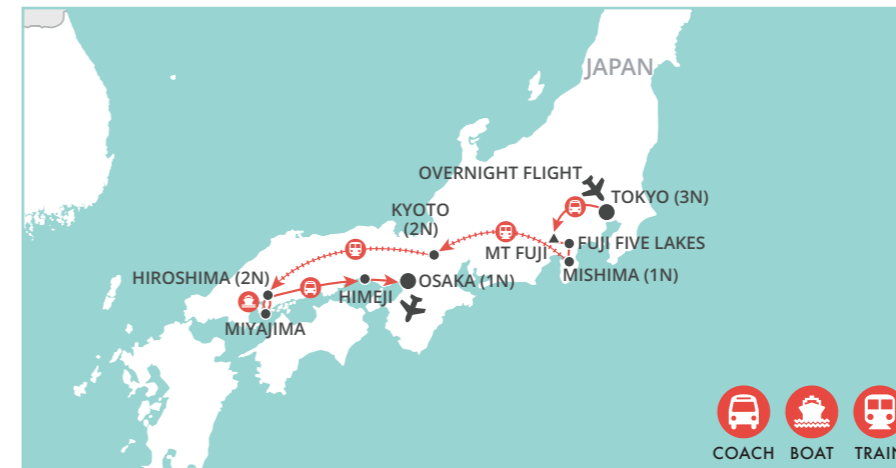 JAPAN
OVERNIGHT FLIGHT
TOKYO (3N)
KYOTO
(2N)
MT FUJI
FUJI FIVE LAKES
MISHIMA (1N)
HIROSHIMA (2N)
HIMEJI
OSAKA (1N)
MIYAJIMA
COACH BOAT TRAIN